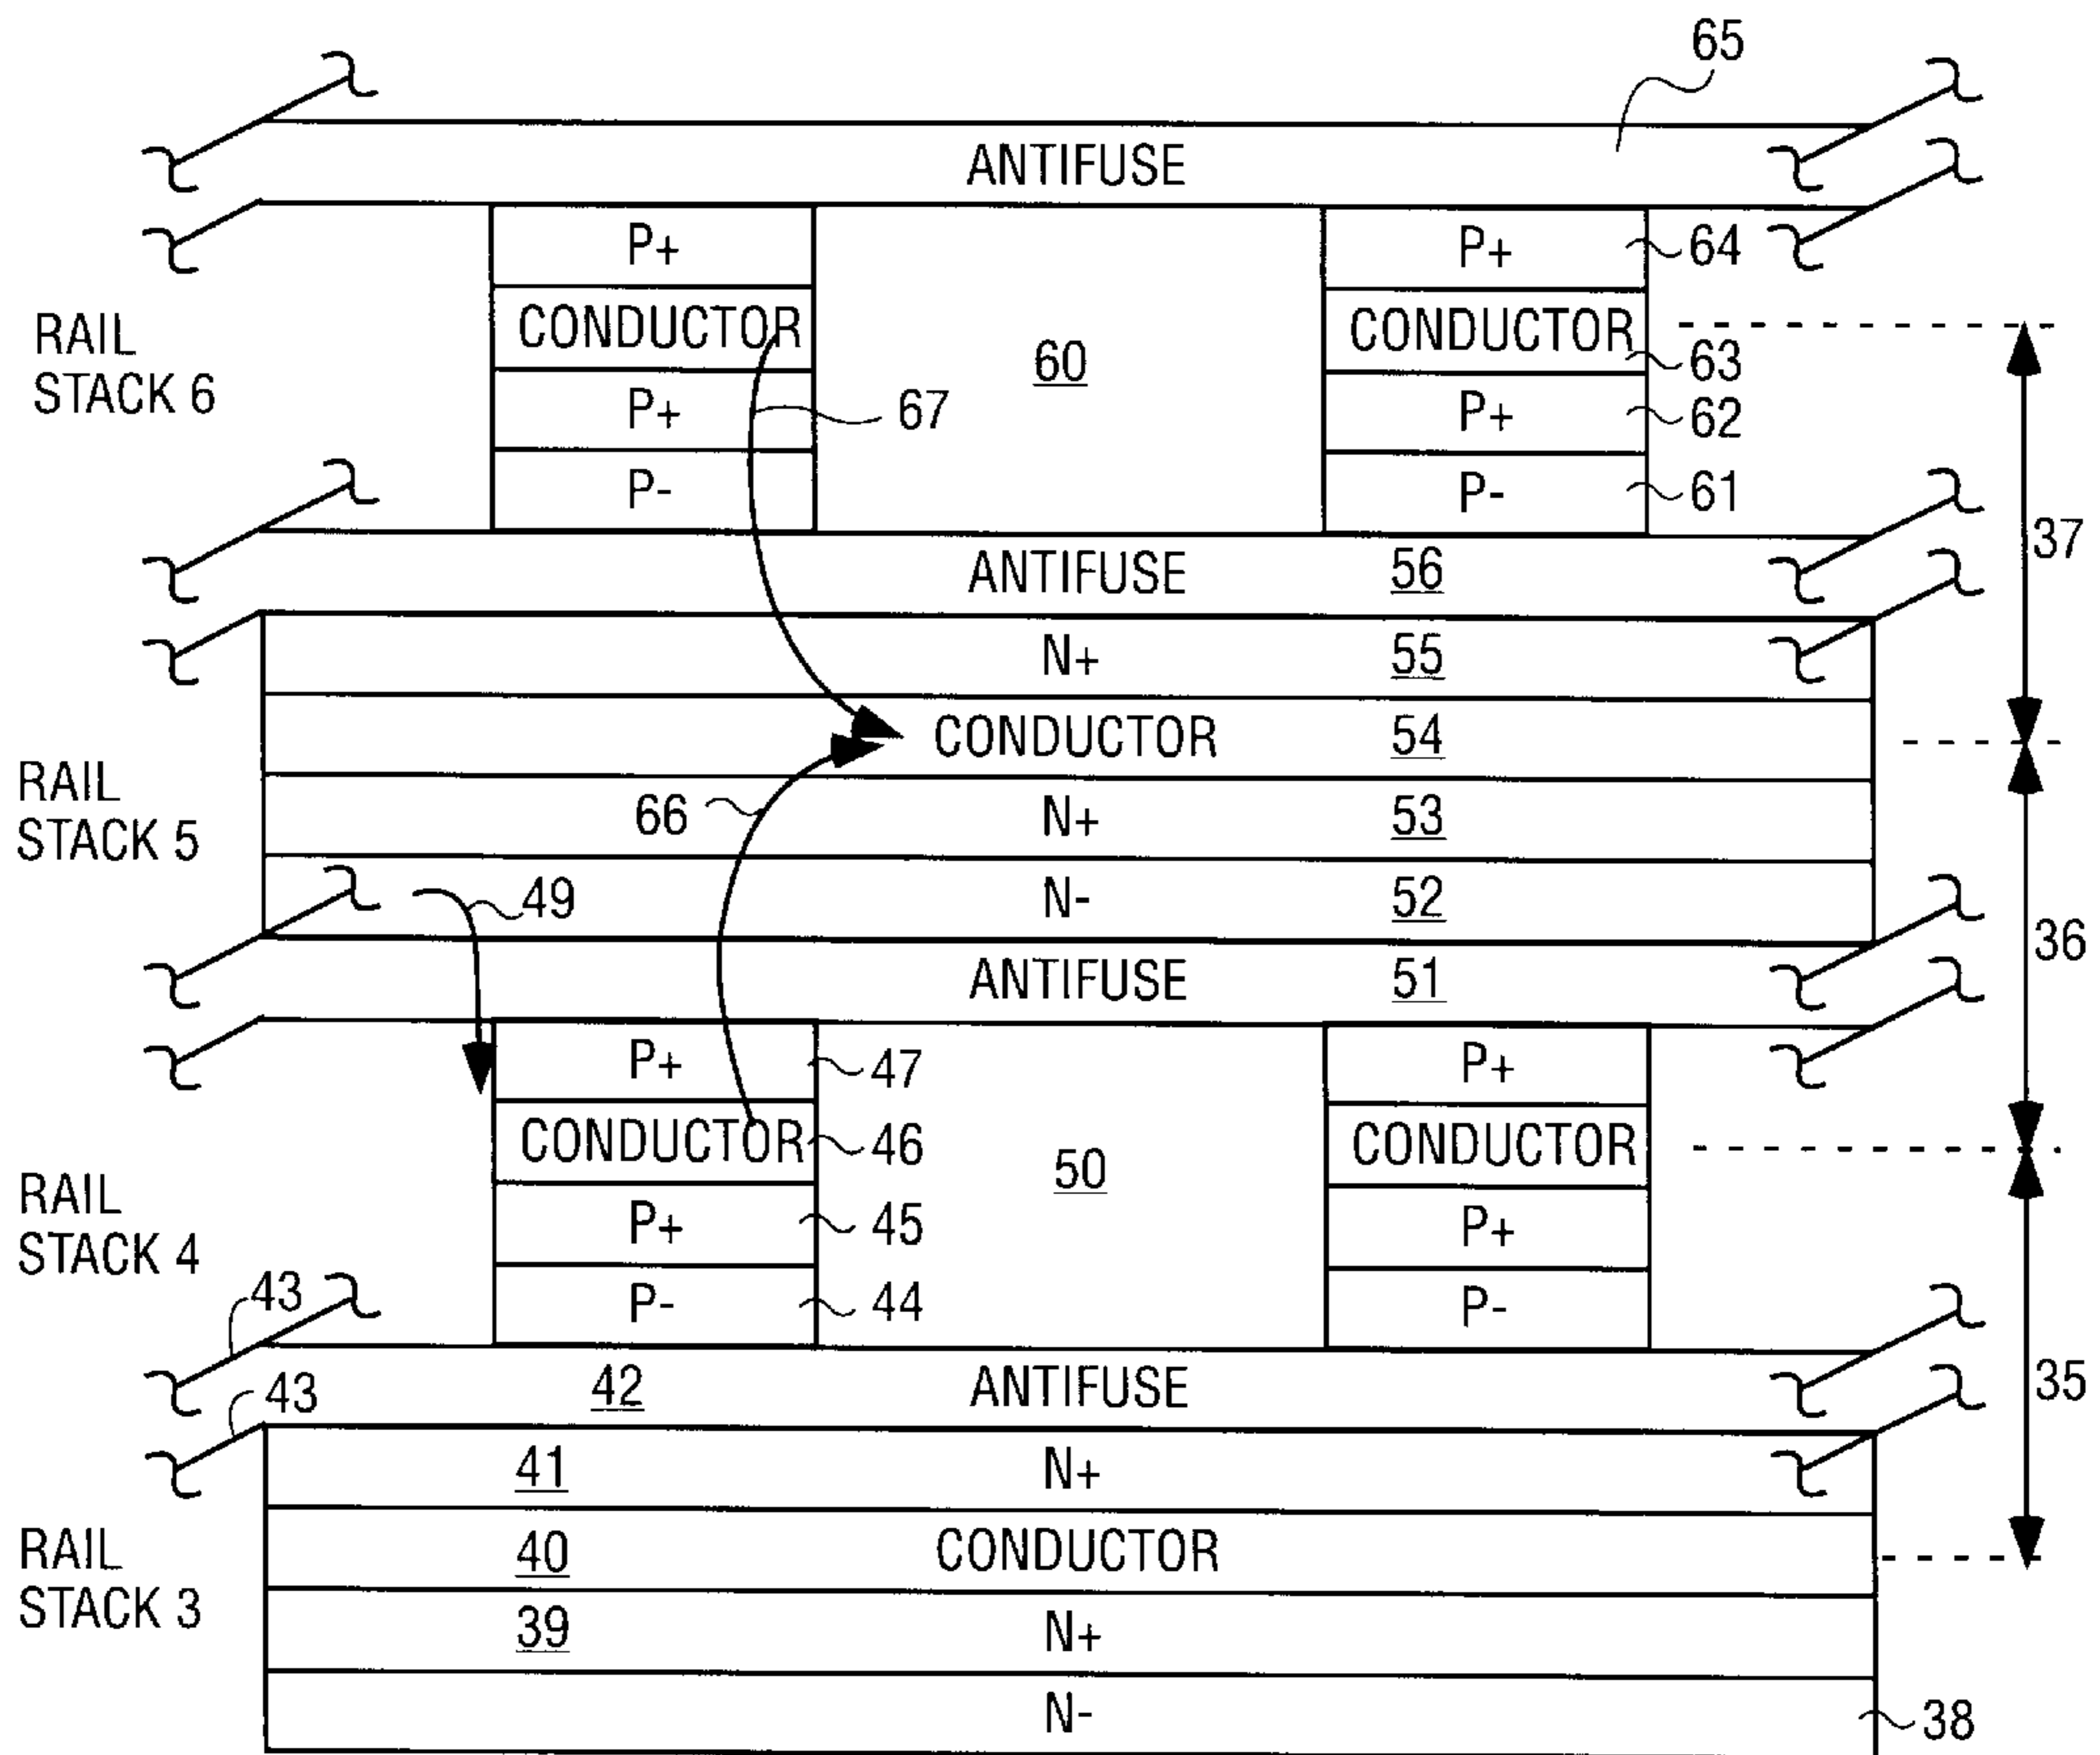 65
ANTIFUSE
P+
P+
64
RAIL
STACK 6
CONDUCTOR
CONDUCTOR
63
60
P+
67
P+
62
P-
P-
61
37
ANTIFUSE
56
N+
55
CONDUCTOR
54
RAIL
STACK 5
66
N+
53
49
N-
52
36
ANTIFUSE
51
P+
47
P+
CONDUCTOR
46
CONDUCTOR
50
RAIL
STACK 4
P+
45
P+
43
P-
44
P-
43
42
ANTIFUSE
35
41
N+
RAIL
STACK 3
40
CONDUCTOR
39
N+
N-
38